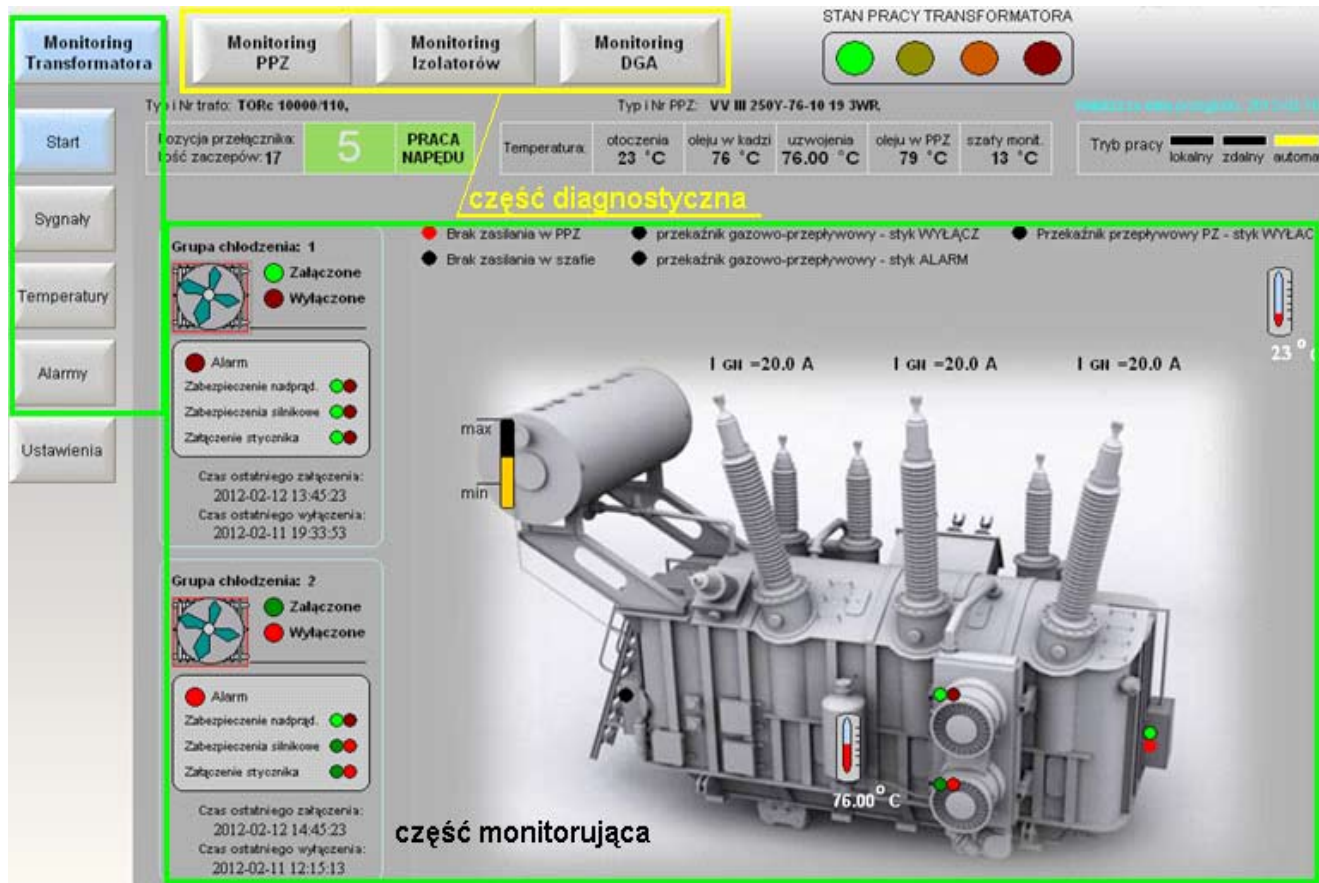 STAN PRACY TRANSFORMATORA
Monitoring
Transformatora
Monitoring
PPZ
Monitoring
Izolatorów
Monitoring
DGA
Typ i Nr trafo: TORc 10000/110,
Typ i Nr PPZ: VV III 250Y-76-10 19 3WR,
Start
Pozycja przełącznika:
Ilość zaczepów: 17
5
PRACA
NAPĘDU
Temperatura:
otoczenia
23 °C
oleju w kadzi
76 °C
uzwojenia
76.00 °C
oleju w PPZ
79 °C
szafy monit.
13 °C
Tryb pracy
lokalny zdalny automa
część diagnostyczna
Sygnały
Temperatury
Alarmy
Ustawienia
Brak zasilania w PPZ
przekaźnik gazowo-przepływowy - styk WYŁĄCZ
Przekaźnik przepływowy PZ - styk WYŁAC
Brak zasilania w szafie
przekaźnik gazowo-przepływowy - styk ALARM
Grupa chłodzenia: 1
Załączone
Wyłączone
Alarm
Zabezpieczenie nadprąd.
Zabezpieczenia silnikowe
Załączenie stycznika
Czas ostatniego załączenia:
2012-02-12 13:45:23
Czas ostatniego wyłączenia:
2012-02-11 19:33:53
23 °C
I GN =20.0 A
I GN =20.0 A
I GN =20.0 A
max
min
Grupa chłodzenia: 2
Załączone
Wyłączone
Alarm
Zabezpieczenie nadprąd.
Zabezpieczenia silnikowe
Załączenie stycznika
Czas ostatniego załączenia:
2012-02-12 14:45:23
Czas ostatniego wyłączenia:
2012-02-11 12:15:13
76.00 °C
część monitorująca